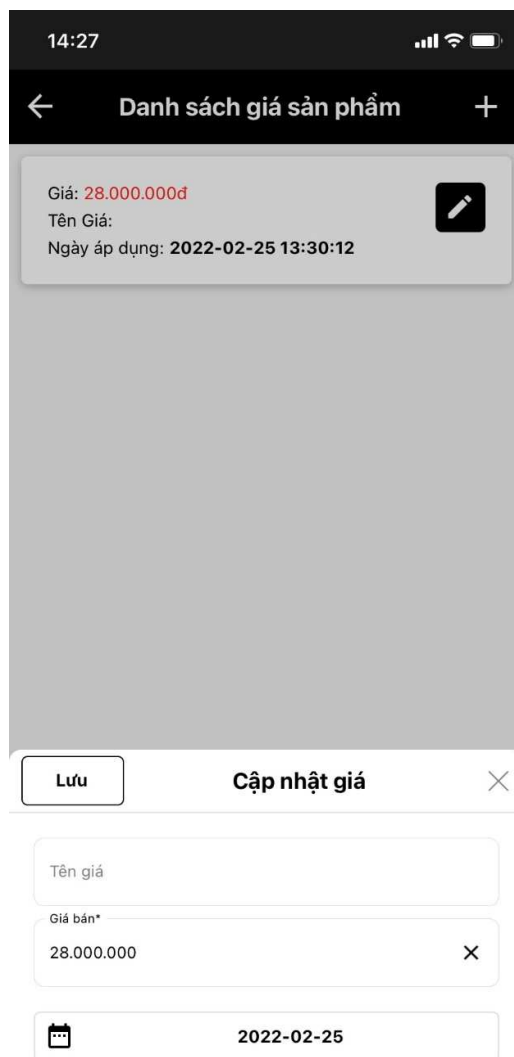 14:27
Danh sách giá sản phẩm
Giá: 28.000.000đ
Tên Giá:
Ngày áp dụng: 2022-02-25 13:30:12
Lưu
Cập nhật giá
Tên giá
Giá bán*
28.000.000
2022-02-25